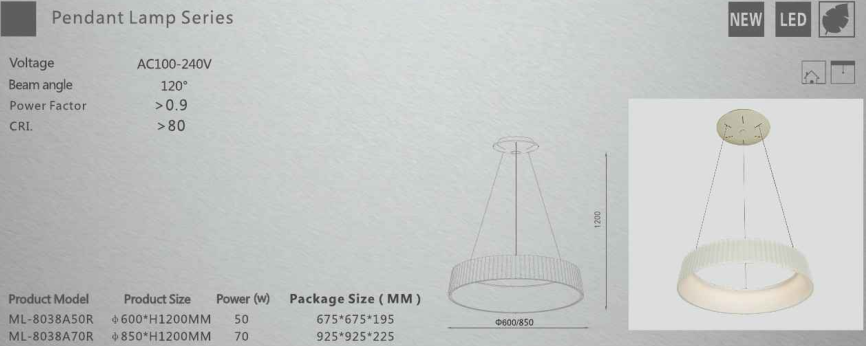 Pendant Lamp Series
NEW LED
Voltage AC100-240V
Beam angle 120°
Power Factor >0.9
CRI. >80
1200
Φ600/850
Product Model Product Size Power (w) Package Size ( MM )
ML-8038A50R Φ600*H1200MM 50 675*675*195
ML-8038A70R Φ850*H1200MM 70 925*925*225